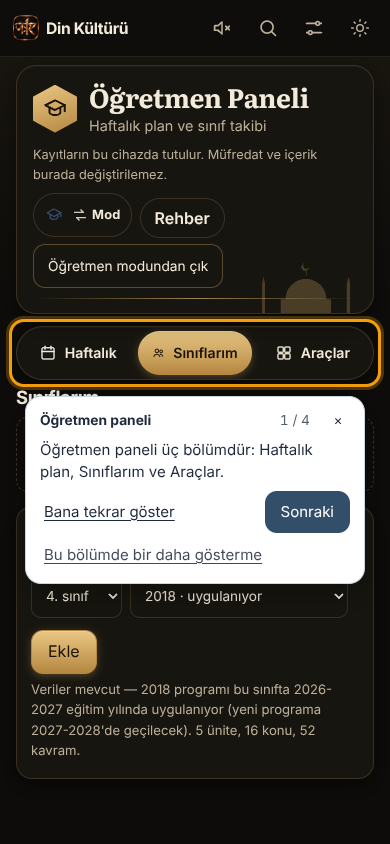 Din Kültürü
Öğretmen Paneli
Haftalık plan ve sınıf takibi
Kayıtların bu cihazda tutulur. Müfredat ve içerik
burada değiştirilemez.
Mod
Rehber
Öğretmen modundan çık
Haftalık
Sınıflarım
Araçlar
Sınıflarım
Öğretmen paneli
1 / 4
×
Öğretmen paneli üç bölümdür: Haftalık
plan, Sınıflarım ve Araçlar.
Bana tekrar göster
Sonraki
Bu bölümde bir daha gösterme
4. sınıf
2018 · uygulanıyor
Ekle
Veriler mevcut — 2018 programı bu sınıfta 2026-
2027 eğitim yılında uygulanıyor (yeni programa
2027-2028'de geçilecek). 5 ünite, 16 konu, 52
kavram.